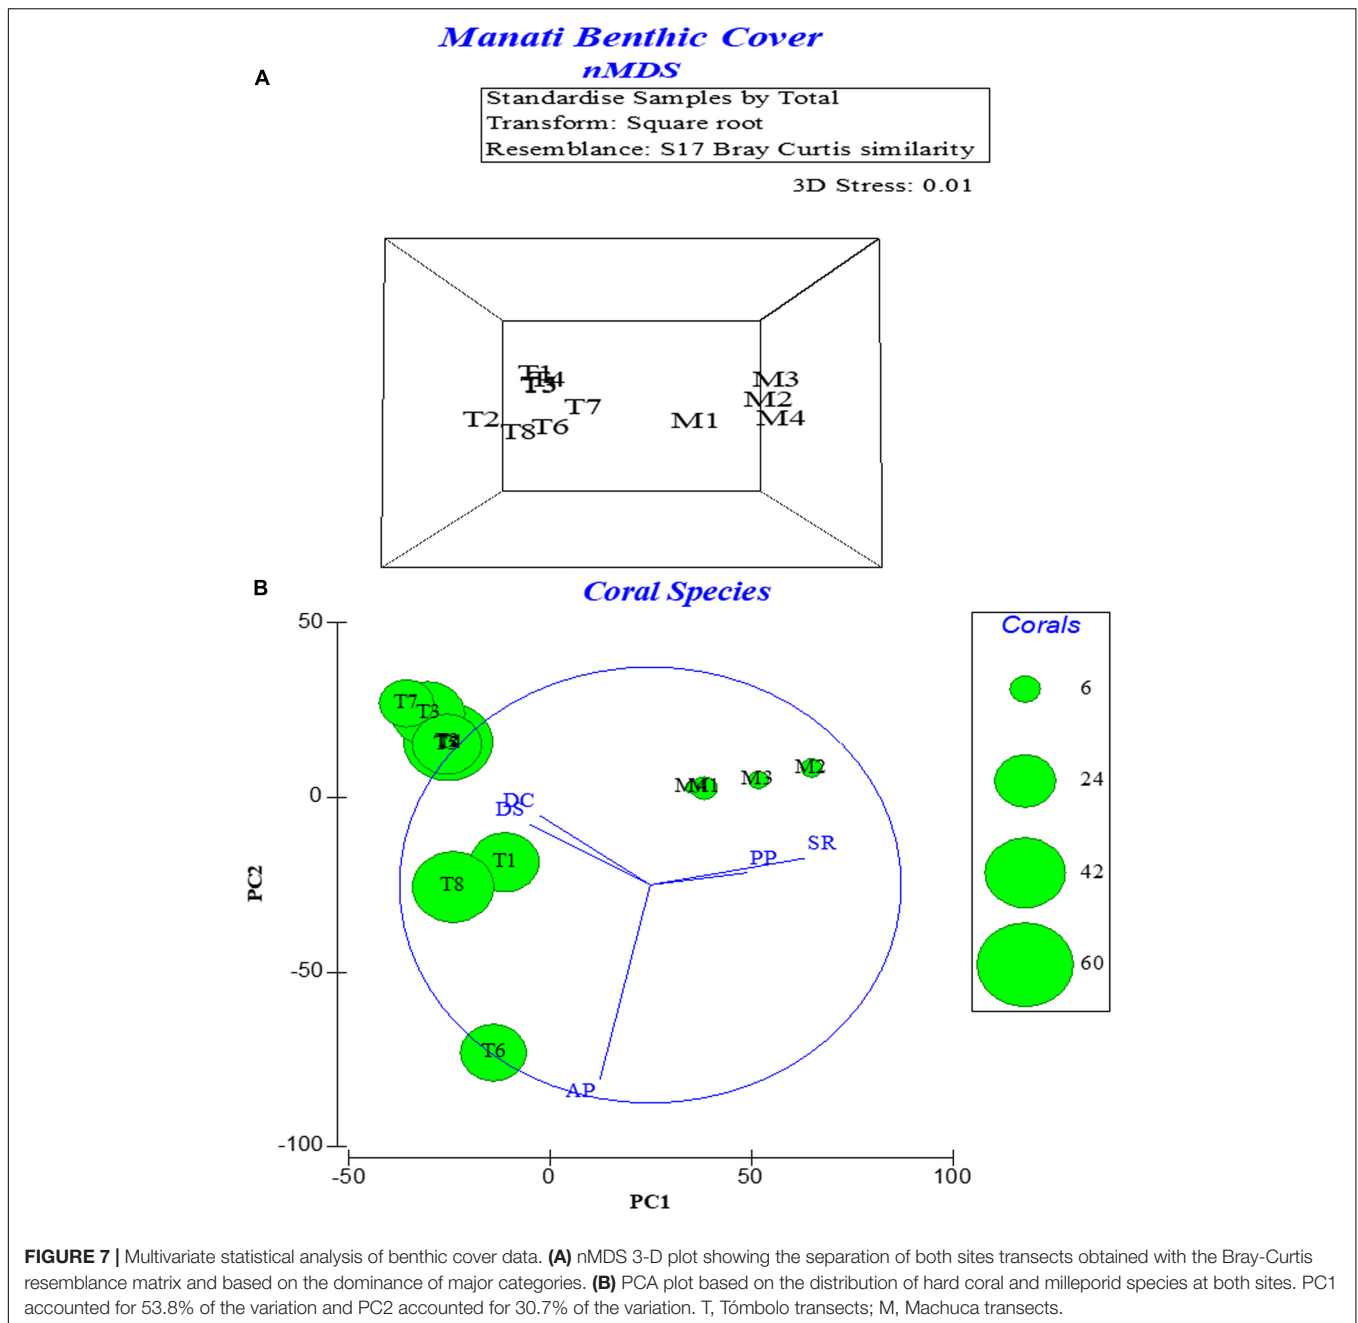 Manati Benthic Cover
nMDS
A
Standardise Samples by Total
Transform: Square root
Resemblance: S17 Bray Curtis similarity
3D Stress: 0.01
T1
T4
M3
T7
M2
T2
T8
T6
M1
M4
B
Coral Species
50
0
-50
-100
PC2
Corals
6
24
42
60
T7
T3
M4
M1
M3
M2
DC
DS
PP
SR
T1
T8
T6
AP
-50
0
50
100
PC1
FIGURE 7 | Multivariate statistical analysis of benthic cover data. (A) nMDS 3-D plot showing the separation of both sites transects obtained with the Bray-Curtis
resemblance matrix and based on the dominance of major categories. (B) PCA plot based on the distribution of hard coral and milleporid species at both sites. PC1
accounted for 53.8% of the variation and PC2 accounted for 30.7% of the variation. T, Tómbolo transects; M, Machuca transects.